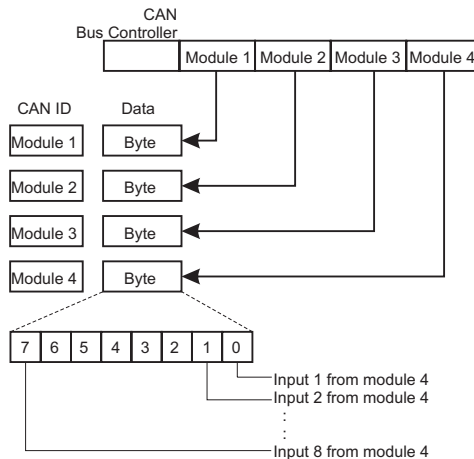 CAN
Bus Controller
Module 1 Module 2 Module 3 Module 4
CAN ID Data
Module 1 Byte
Module 2 Byte
Module 3 Byte
Module 4 Byte
7 6 5 4 3 2 1 0
Input 1 from module 4
Input 2 from module 4
:
:
Input 8 from module 4